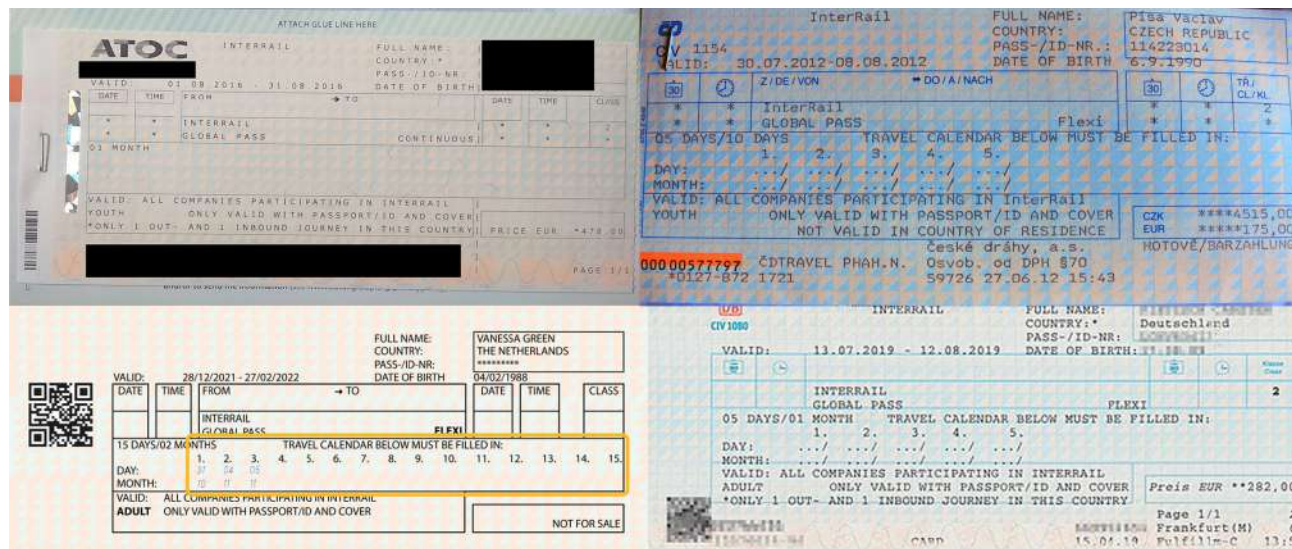 ATTACH GLUE LINE HERE
ATOC INTERRAIL FULL NAME:
COUNTRY:*
PASS-/ID-NR
VALID: 01 08 2016 - 31 08 2016 DATE OF BIRTH
DATE TIME FROM → TO DATE TIME CLASS
* * INTERRAIL * * 2
* * GLOBAL PASS CONTINUOUS * * *
01 MONTH
VALID: ALL COMPANIES PARTICIPATING IN INTERRAIL
YOUTH ONLY VALID WITH PASSPORT/ID AND COVER
*ONLY 1 OUT- AND 1 INBOUND JOURNEY IN THIS COUNTRY PRICE EUR *478.00
PAGE 1/1
InterRail FULL NAME: Písa Václav
COUNTRY: CZECH REPUBLIC
CIV 1154 PASS-/ID-NR.: 114223014
VALID: 30.07.2012-08.08.2012 DATE OF BIRTH 6.9.1990
30 Z/DE/VON → DO/A/NACH 30 TŘ./
CL/KL.
* * InterRail * * 2
* * GLOBAL PASS Flexi * * *
05 DAYS/10 DAYS TRAVEL CALENDAR BELOW MUST BE FILLED IN:
1. 2. 3. 4. 5.
DAY: .../ .../ .../ .../ .../
MONTH: .../ .../ .../ .../ .../
VALID: ALL COMPANIES PARTICIPATING IN InterRail
YOUTH ONLY VALID WITH PASSPORT/ID AND COVER CZK ****4515,00
NOT VALID IN COUNTRY OF RESIDENCE EUR *****175,00
České dráhy, a.s. HOTOVĚ/BARZAHLUNG
000 00577797 ČDTRAVEL PHAH.N. Osvob. od DPH §70
*0127-872 1721 59726 27.06.12 15:43
FULL NAME: VANESSA GREEN
COUNTRY: THE NETHERLANDS
PASS-/ID-NR: *********
VALID: 28/12/2021 - 27/02/2022 DATE OF BIRTH 04/02/1988
DATE TIME FROM → TO DATE TIME CLASS
INTERRAIL
GLOBAL PASS FLEXI
15 DAYS/02 MONTHS TRAVEL CALENDAR BELOW MUST BE FILLED IN:
1. 2. 3. 4. 5. 6. 7. 8. 9. 10. 11. 12. 13. 14. 15.
DAY: 31 04 05
MONTH: 10 11 11
VALID: ALL COMPANIES PARTICIPATING IN INTERRAIL
ADULT ONLY VALID WITH PASSPORT/ID AND COVER
NOT FOR SALE
DB INTERRAIL FULL NAME:
CIV 1080 COUNTRY:* Deutschland
PASS-/ID-NR:
VALID: 13.07.2019 - 12.08.2019 DATE OF BIRTH:
Klasse
INTERRAIL 2
GLOBAL PASS FLEXI
05 DAYS/01 MONTH TRAVEL CALENDAR BELOW MUST BE FILLED IN:
1. 2. 3. 4. 5.
DAY: .../ .../ .../ .../ .../
MONTH: .../ .../ .../ .../ .../
VALID: ALL COMPANIES PARTICIPATING IN INTERRAIL
ADULT ONLY VALID WITH PASSPORT/ID AND COVER Preis EUR **282,00
*ONLY 1 OUT- AND 1 INBOUND JOURNEY IN THIS COUNTRY
Page 1/1
Frankfurt(M)
CARD 15.04.19 Fulfillm-C 13:5